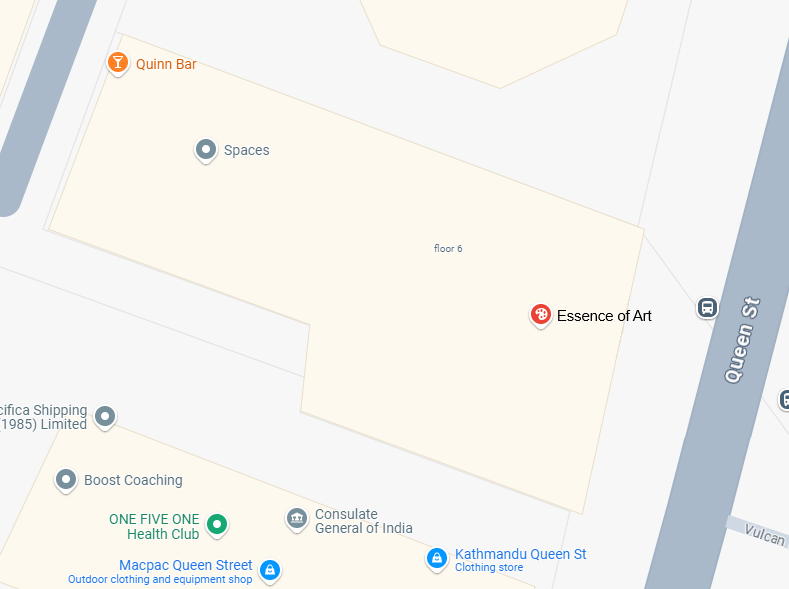 Quinn Bar
Spaces
floor 6
Essence of Art
Queen St
cifica Shipping
(1985) Limited
Boost Coaching
ONE FIVE ONE
Health Club
Consulate
General of India
Vulcan
Macpac Queen Street
Outdoor clothing and equipment shop
Kathmandu Queen St
Clothing store